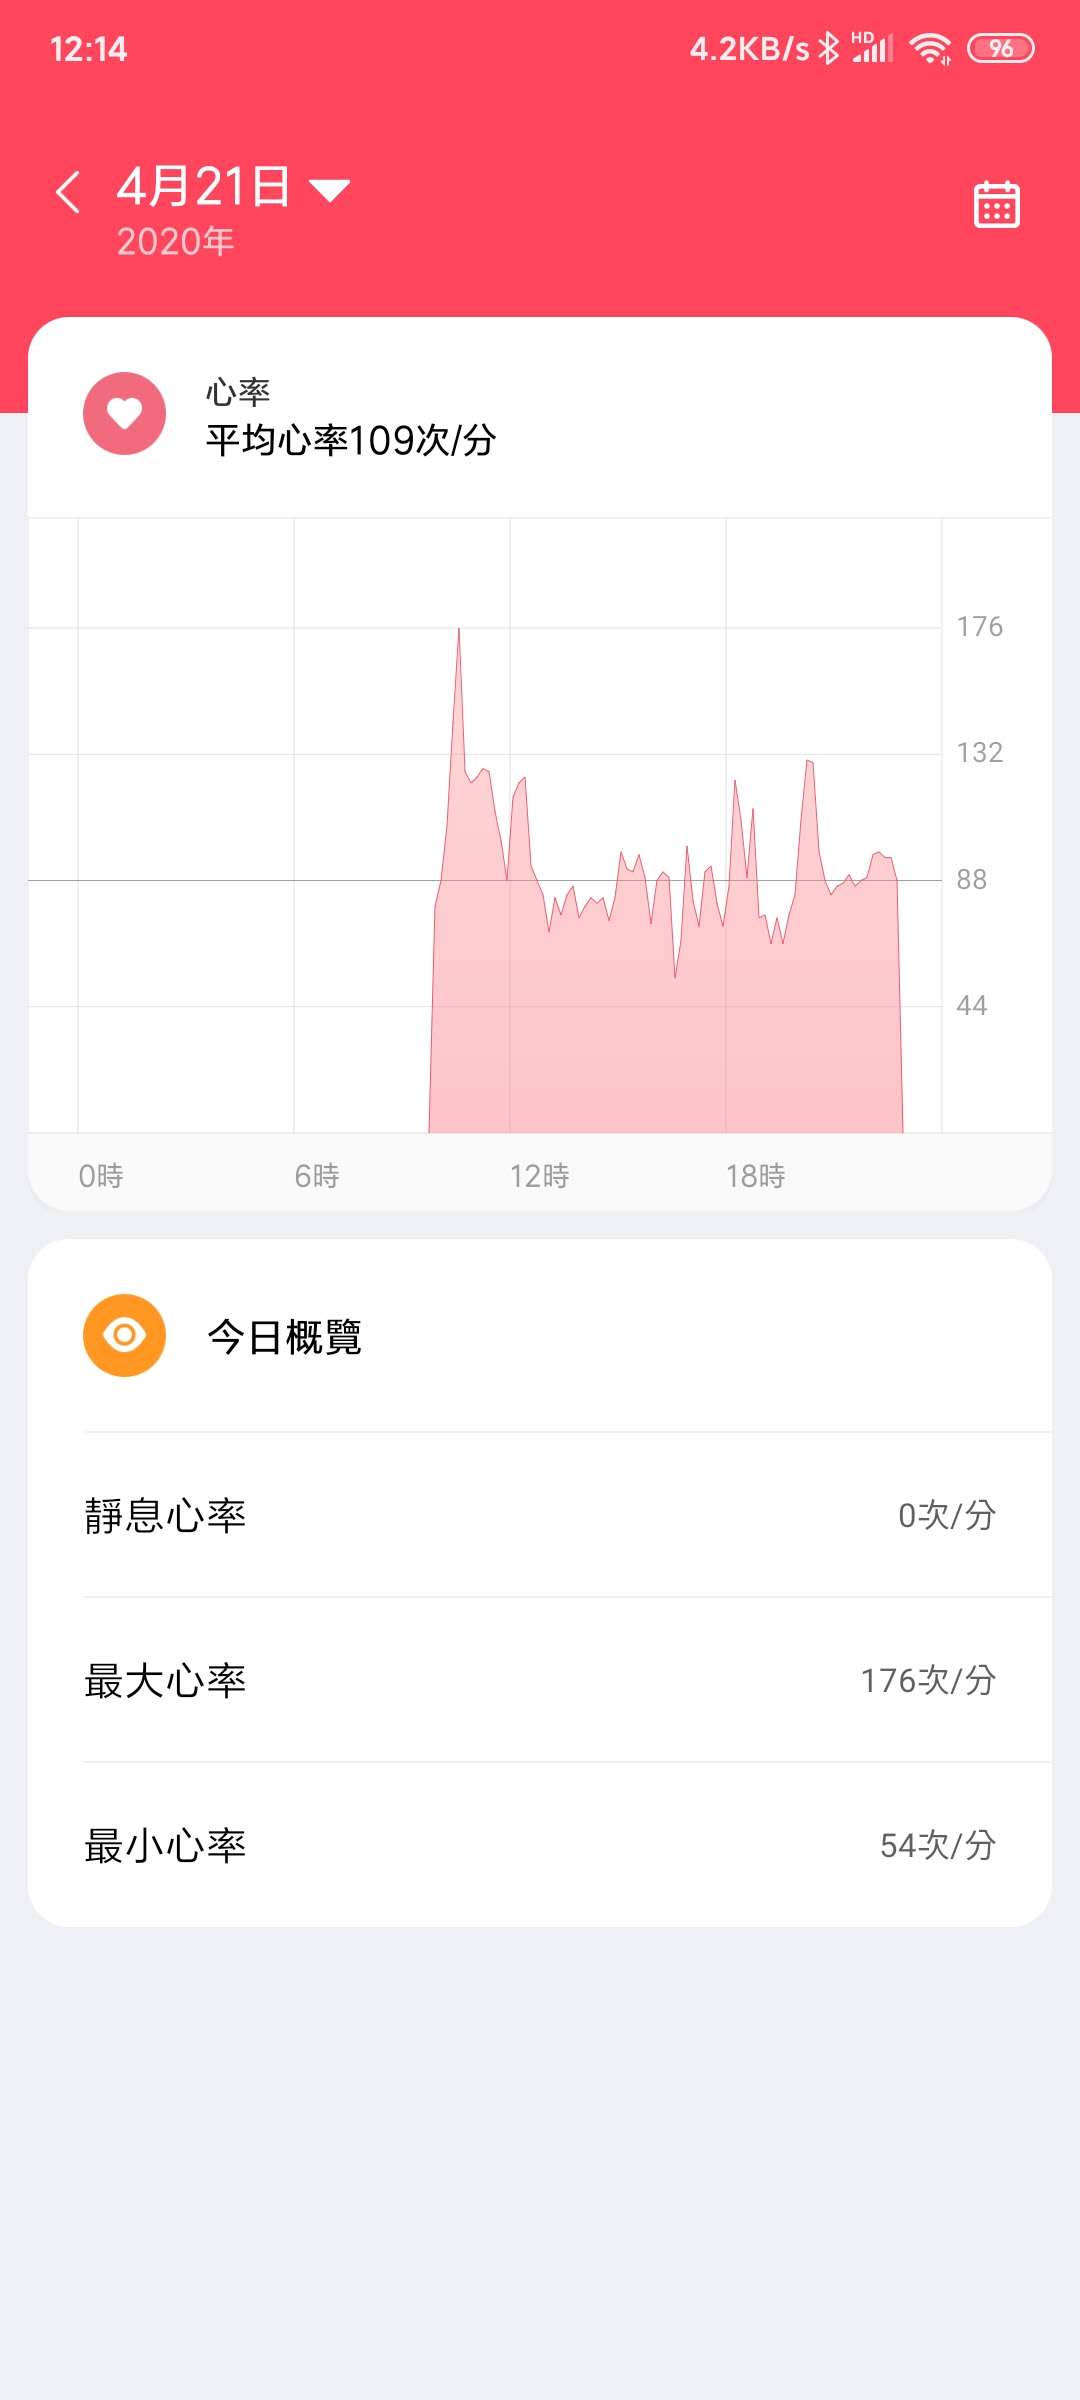 12:14
4.2KB/s HD 96
4月21日
2020年
心率
平均心率109次/分
176
132
88
44
0時 6時 12時 18時
今日概覽
靜息心率 0次/分
最大心率 176次/分
最小心率 54次/分